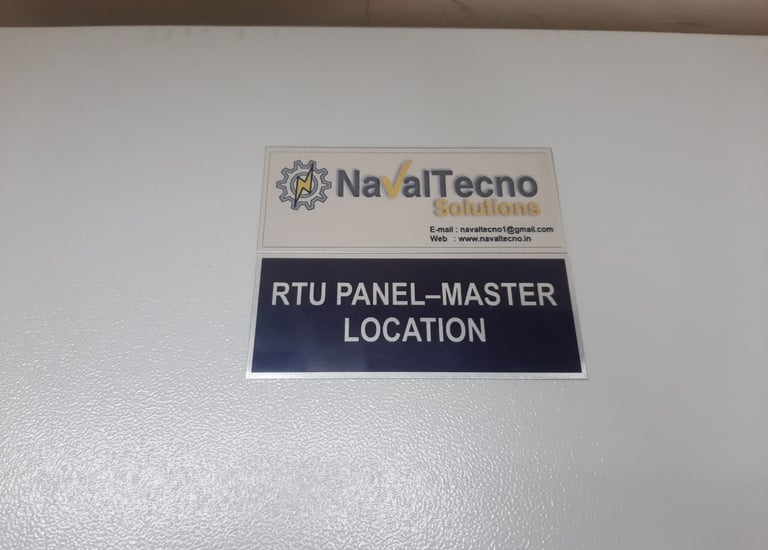 NavalTecno
Solutions
E-mail : navaltecno1@gmail.com
Web : www.navaltecno.in
RTU PANEL–MASTER
LOCATION